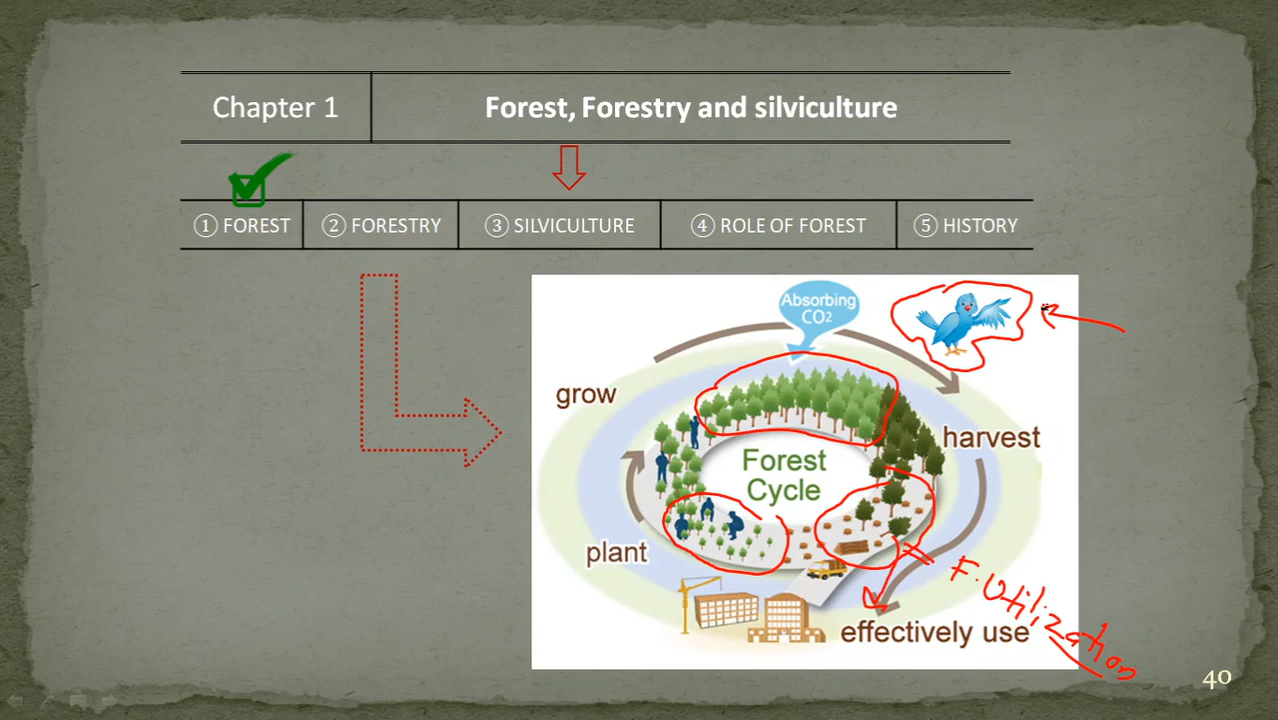 Chapter 1 Forest, Forestry and silviculture
① FOREST ② FORESTRY ③ SILVICULTURE ④ ROLE OF FOREST ⑤ HISTORY
Absorbing
CO2
grow
harvest
Forest
Cycle
plant
F. Utilization
effectively use
40